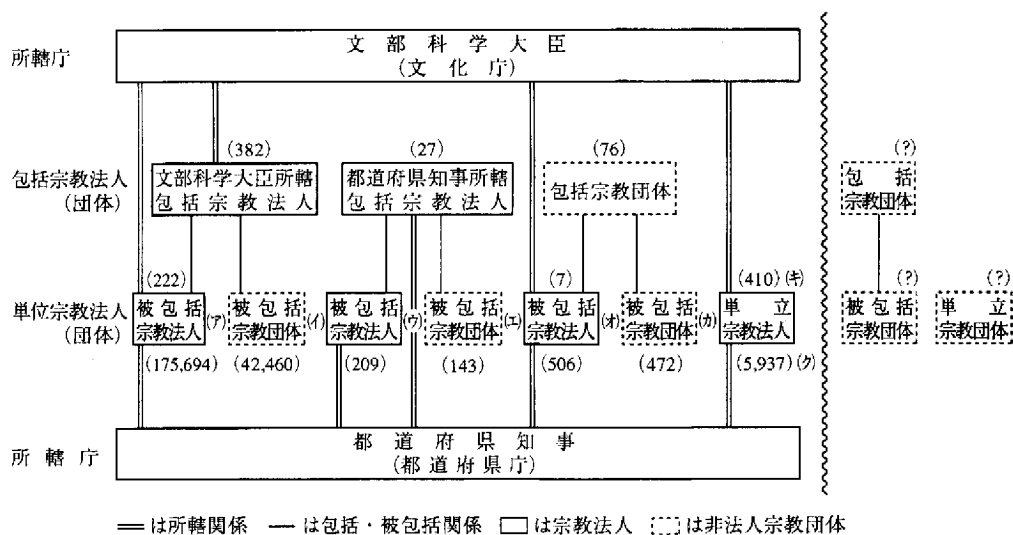 所轄庁
文部科学大臣
(文化庁)
(382)
(27)
(76)
(?)
包括宗教法人
(団体)
文部科学大臣所轄
包括宗教法人
都道府県知事所轄
包括宗教法人
包括宗教団体
包括
宗教団体
(222)
(7)
(410)(キ)
(?)
(?)
単位宗教法人
(団体)
被包括
宗教法人
(ア)
被包括
宗教団体
(イ)
被包括
宗教法人
(ウ)
被包括
宗教団体
(エ)
被包括
宗教法人
(オ)
被包括
宗教団体
(カ)
単立
宗教法人
被包括
宗教団体
単立
宗教団体
(175,694)
(42,460)
(209)
(143)
(506)
(472)
(5,937)(ク)
所轄庁
都道府県知事
(都道府県庁)
は所轄関係 は包括・被包括関係 は宗教法人 は非法人宗教団体